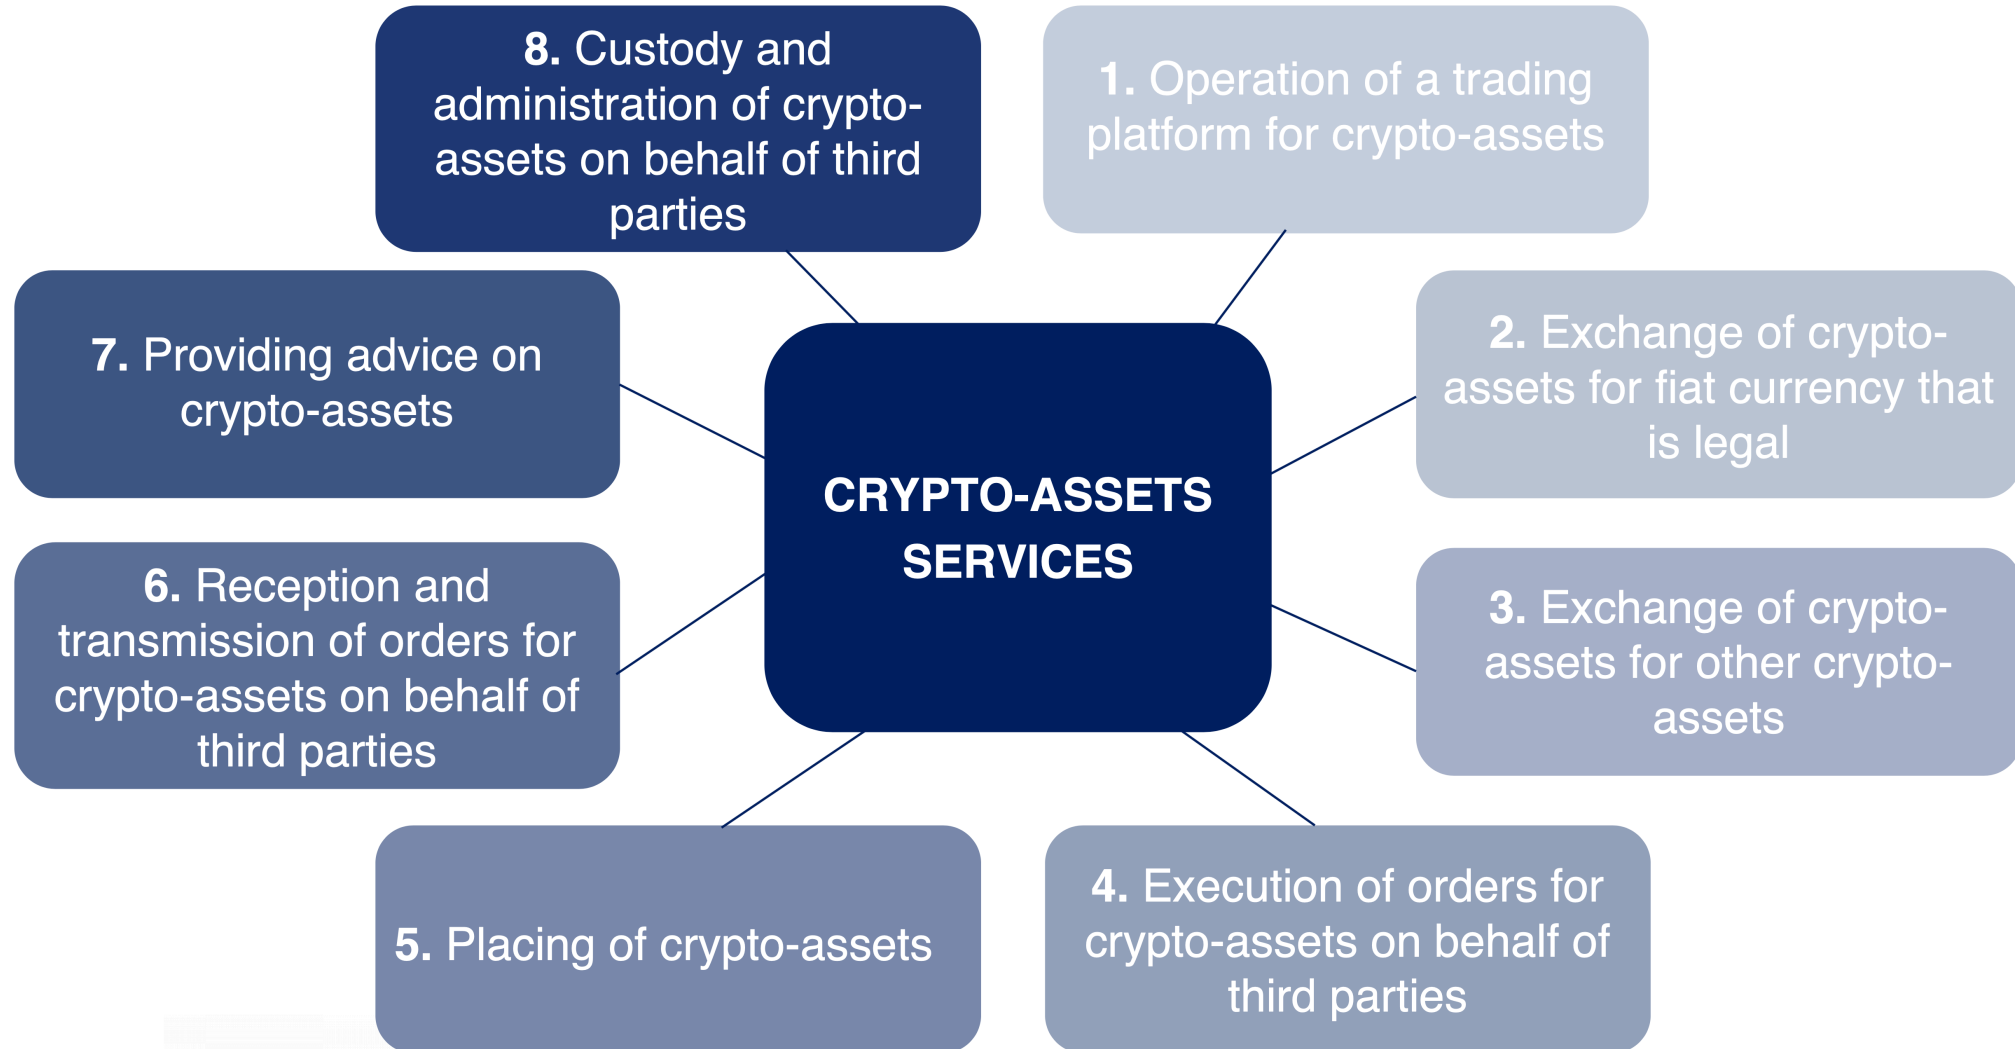 8. Custody and
administration of crypto-
assets on behalf of third
parties
1. Operation of a trading
platform for crypto-assets
7. Providing advice on
crypto-assets
CRYPTO-ASSETS
SERVICES
2. Exchange of crypto-
assets for fiat currency that
is legal
6. Reception and
transmission of orders for
crypto-assets on behalf of
third parties
3. Exchange of crypto-
assets for other crypto-
assets
5. Placing of crypto-assets
4. Execution of orders for
crypto-assets on behalf of
third parties